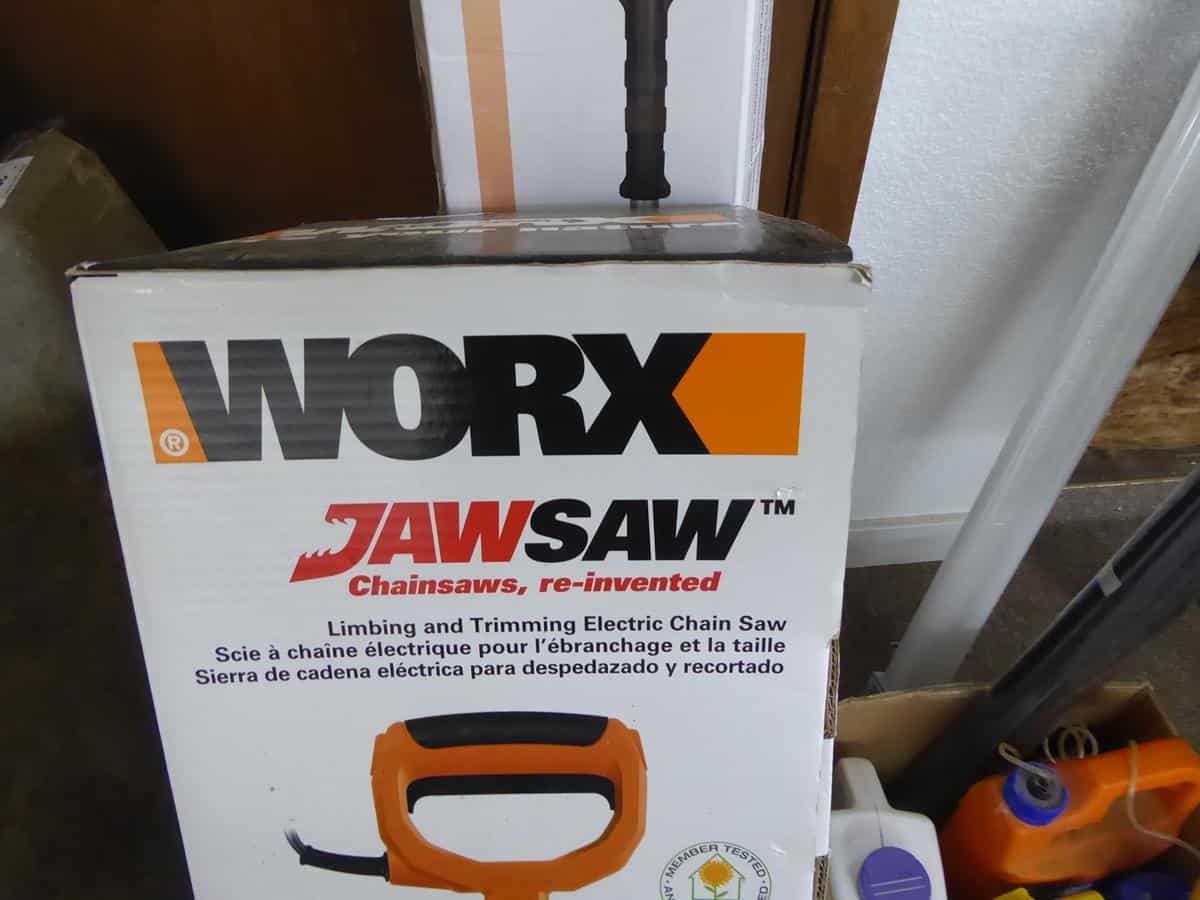 WORX
®
JAWSAW™
Chainsaws, re-invented
Limbing and Trimming Electric Chain Saw
Scie à chaîne électrique pour l'ébranchage et la taille
Sierra de cadena eléctrica para despedazado y recortado
MEMBER TESTED